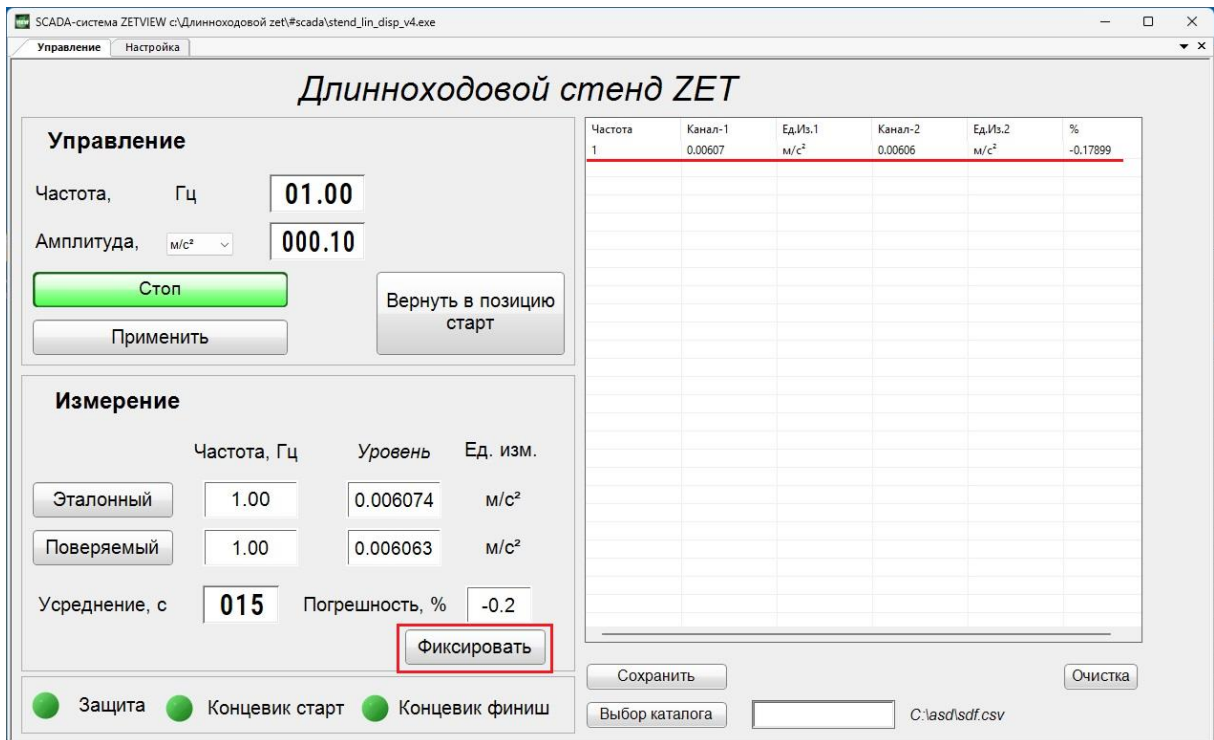 SCADA-система ZETVIEW c:\Длинноходовой zet\#scada\stend_lin_disp_v4.exe
Управление Настройка
Длинноходовой стенд ZET
Управление
Частота, Гц 01.00
Амплитуда, м/с² 000.10
Стоп
Применить
Вернуть в позицию
старт
Измерение
Частота, Гц Уровень Ед. изм.
Эталонный 1.00 0.006074 м/с²
Поверяемый 1.00 0.006063 м/с²
Усреднение, с 015 Погрешность, % -0.2
Фиксировать
Защита Концевик старт Концевик финиш
Частота Канал-1 Ед.Из.1 Канал-2 Ед.Из.2 %
1 0.00607 м/с² 0.00606 м/с² -0.17899
Сохранить Очистка
Выбор каталога C:\asd\sdf.csv